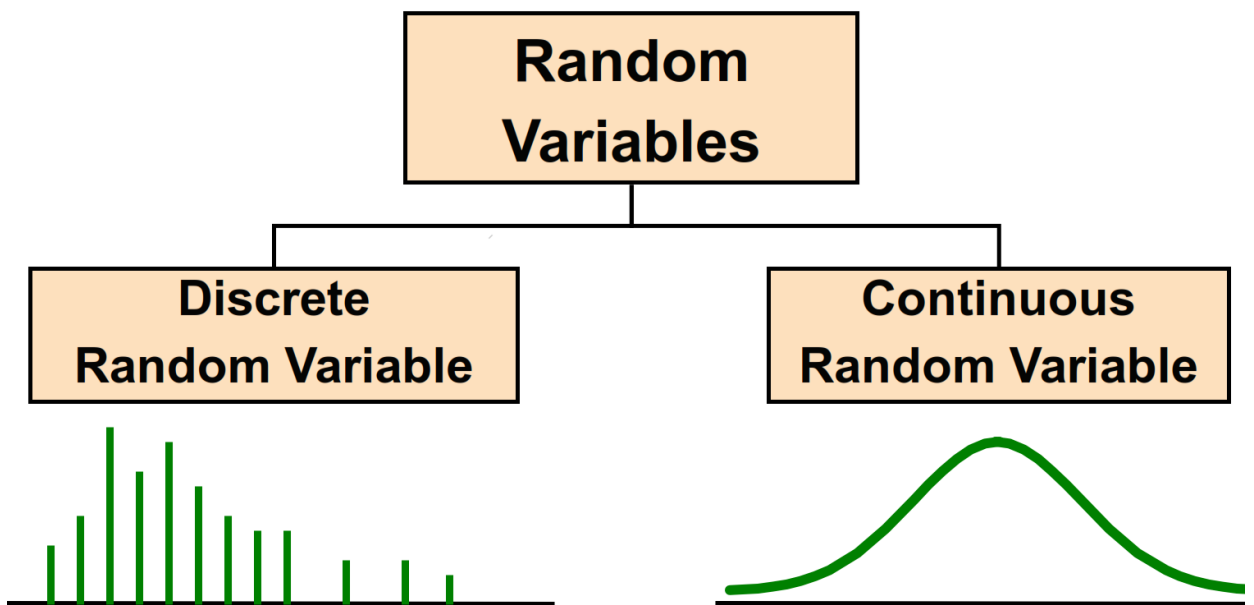 Random
Variables
Discrete
Random Variable
Continuous
Random Variable